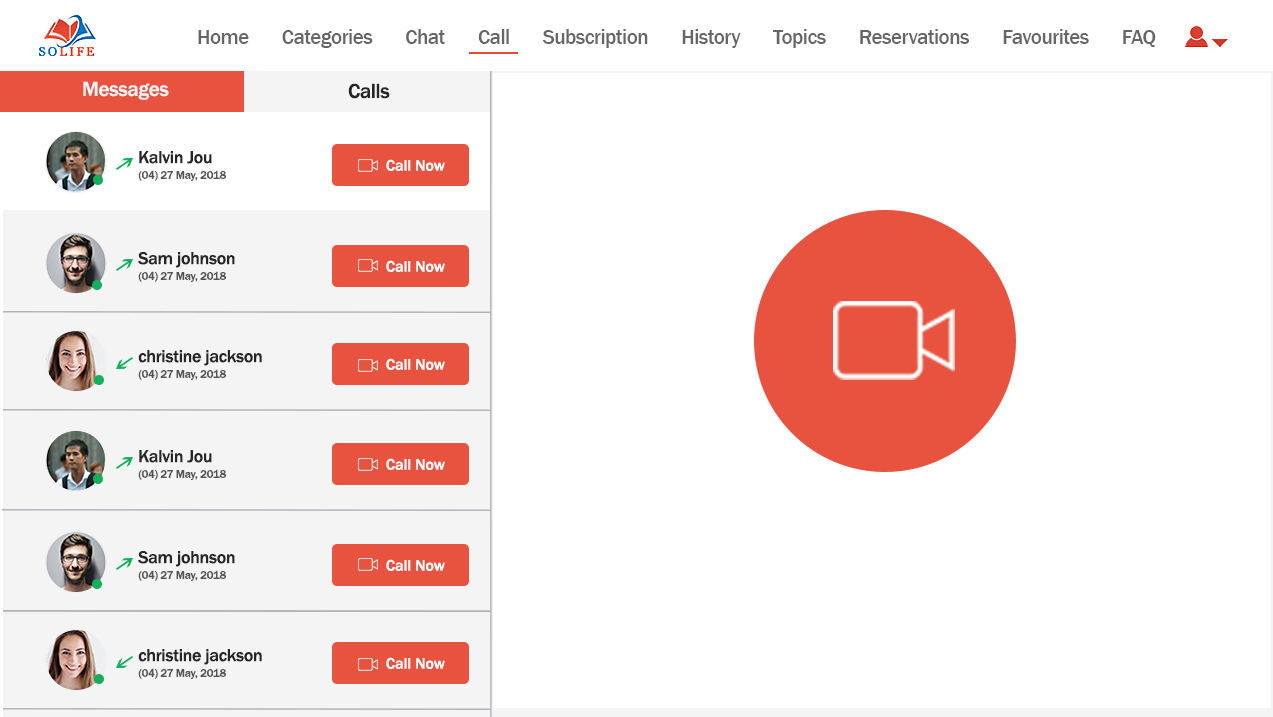 SOLIFE
Home Categories Chat Call Subscription History Topics Reservations Favourites FAQ
Messages Calls
Kalvin Jou
(04) 27 May, 2018
Call Now
Sam johnson
(04) 27 May, 2018
Call Now
christine jackson
(04) 27 May, 2018
Call Now
Kalvin Jou
(04) 27 May, 2018
Call Now
Sam johnson
(04) 27 May, 2018
Call Now
christine jackson
(04) 27 May, 2018
Call Now